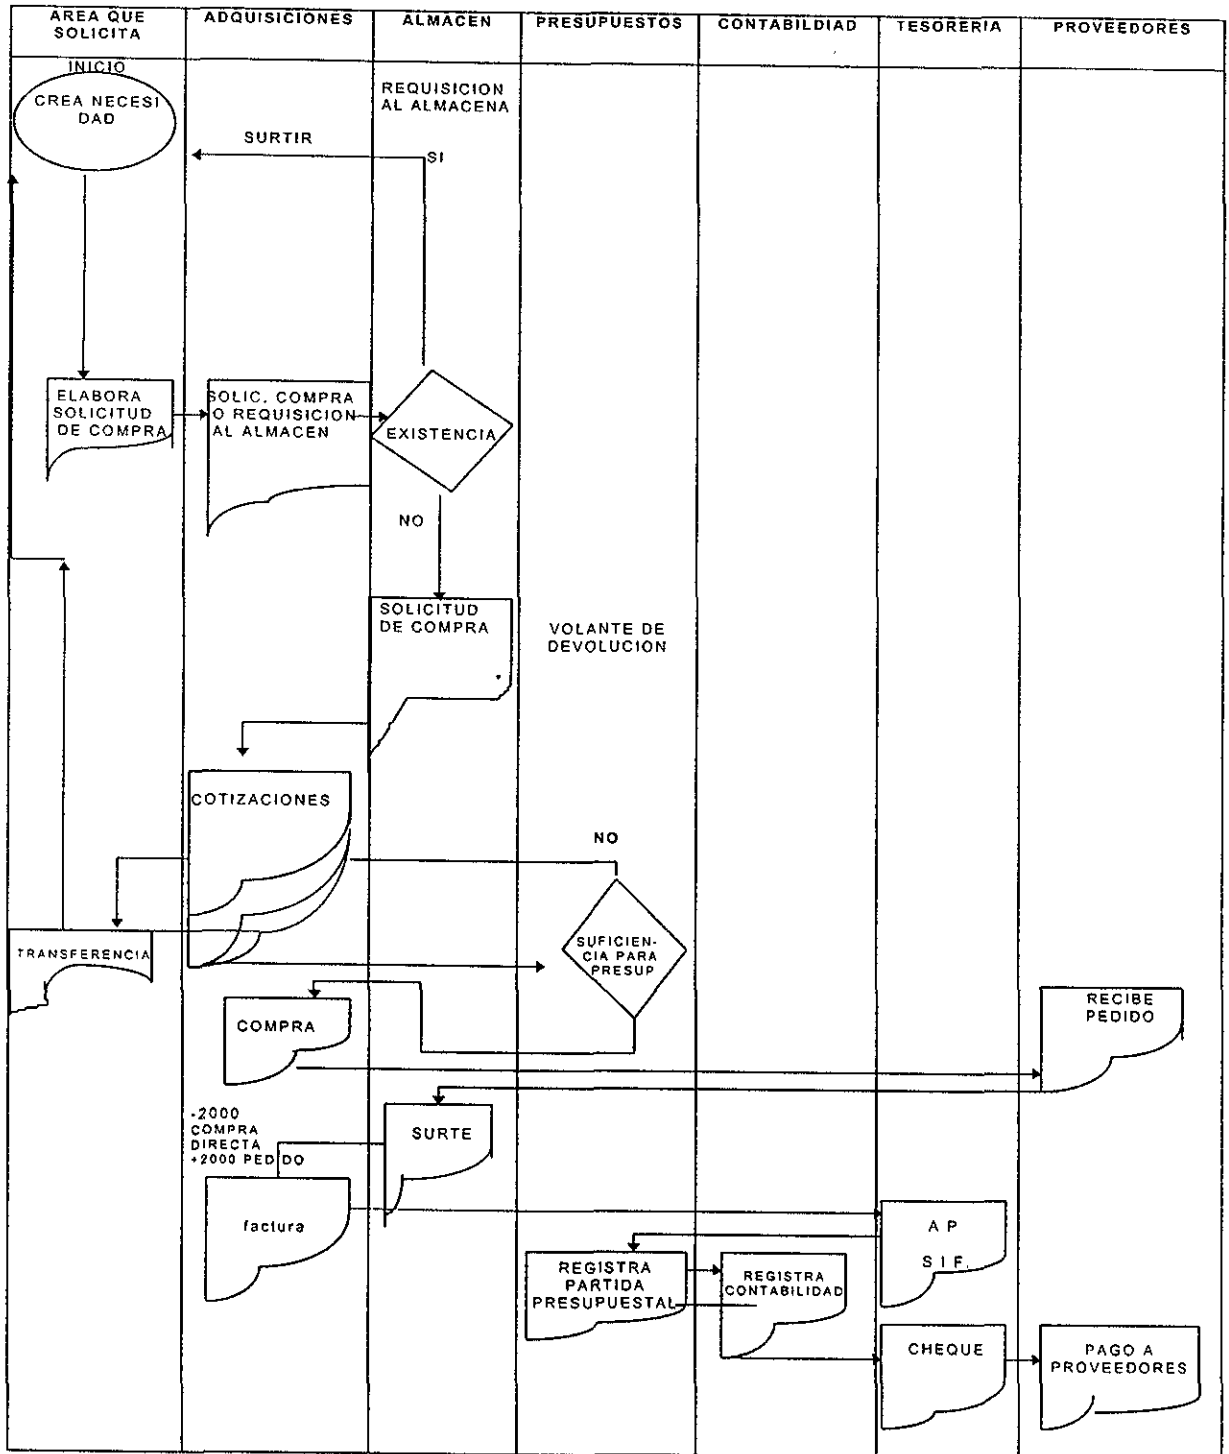 AREA QUE
SOLICITA
ADQUISICIONES
ALMACEN
PRESUPUESTOS
CONTABILDIAD
TESORERIA
PROVEEDORES
INICIO
CREA NECESI
DAD
REQUISICION
AL ALMACENA
SURTIR
SI
ELABORA
SOLICITUD
DE COMPRA
SOLIC. COMPRA
O REQUISICION
AL ALMACEN
EXISTENCIA
NO
SOLICITUD
DE COMPRA
VOLANTE DE
DEVOLUCION
COTIZACIONES
NO
TRANSFERENCIA
SUFICIEN-
CIA PARA
PRESUP
COMPRA
RECIBE
PEDIDO
-2000
COMPRA
DIRECTA
+2000 PEDIDO
SURTE
factura
A P
S I F.
REGISTRA
PARTIDA
PRESUPUESTAL
REGISTRA
CONTABILIDAD
CHEQUE
PAGO A
PROVEEDORES